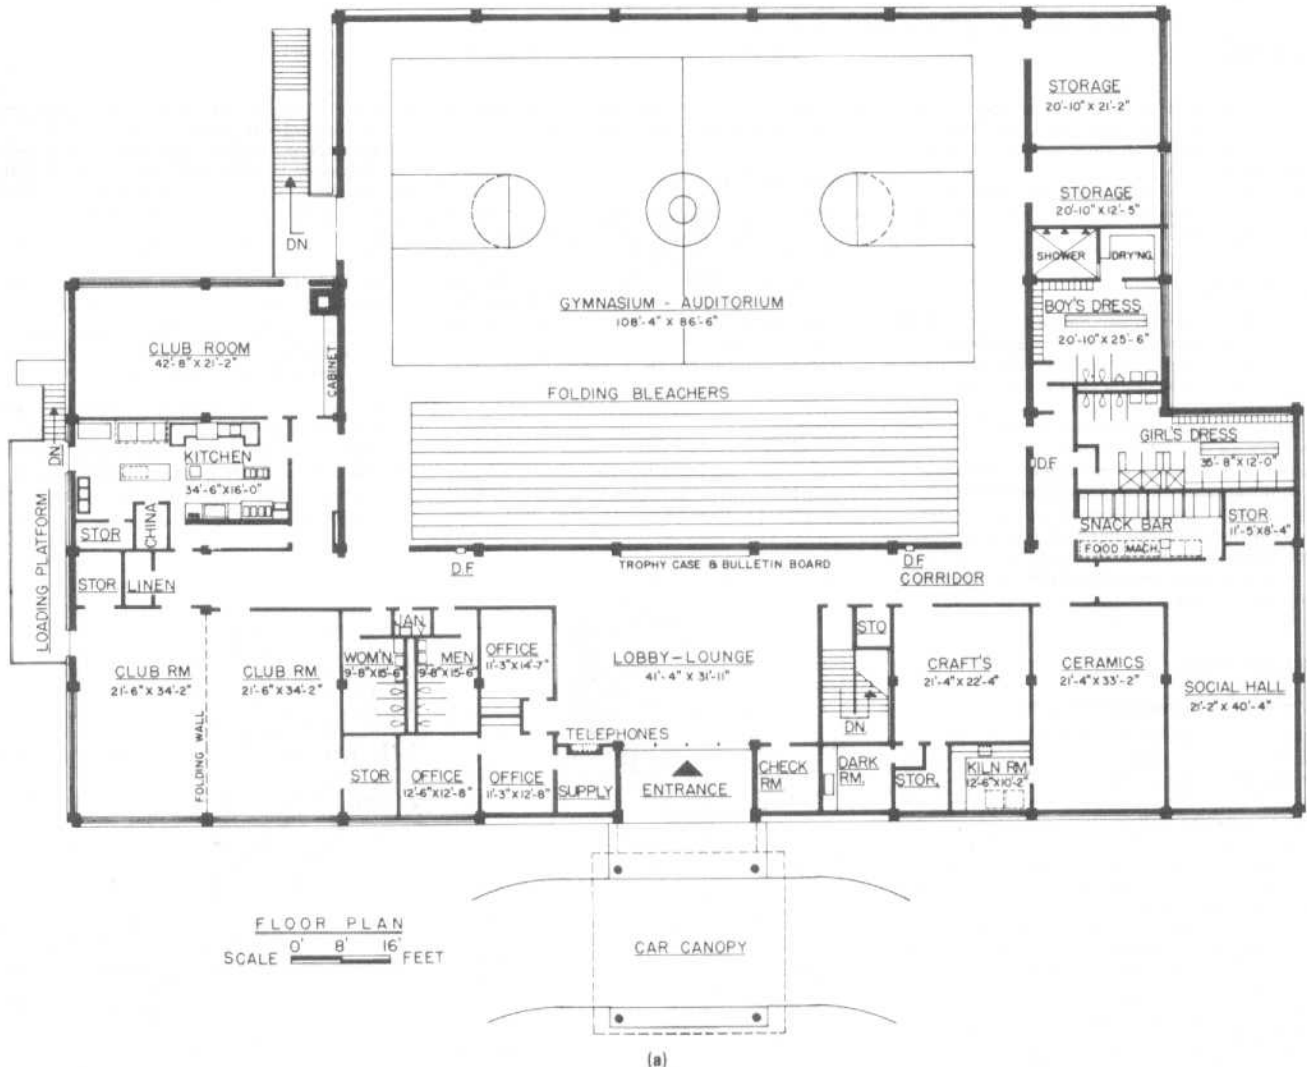 STORAGE
20'-10" X 21'-2"
STORAGE
20'-10" X 12'-5"
DN
SHOWER
DRY'NG
GYMNASIUM - AUDITORIUM
108'-4" X 86'-6"
BOY'S DRESS
20'-10" X 25'-6"
CLUB ROOM
42'-8" X 21'-2"
CABINET
FOLDING BLEACHERS
DN
KITCHEN
34'-6" X 16'-0"
GIRL'S DRESS
35'-8" X 12'-0"
D.F
LOADING PLATFORM
STOR
CHINA
SNACK BAR
STOR
11'-5" X 8'-4"
FOOD MACH.
D.F
TROPHY CASE & BULLETIN BOARD
D.F
CORRIDOR
STOR
LINEN
JAN.
STO
CLUB RM
21'-6" X 34'-2"
CLUB RM
21'-6" X 34'-2"
WOM'N.
9'-8" X 15'-6"
MEN
9'-8" X 15'-6"
OFFICE
11'-3" X 14'-7"
LOBBY-LOUNGE
41'-4" X 31'-11"
CRAFT'S
21'-4" X 22'-4"
CERAMICS
21'-4" X 33'-2"
SOCIAL HALL
21'-2" X 40'-4"
FOLDING WALL
TELEPHONES
DN
STOR
OFFICE
12'-6" X 12'-8"
OFFICE
11'-3" X 12'-8"
SUPPLY
ENTRANCE
CHECK
RM
DARK
RM.
STOR.
KILN RM
12'-6" X 10'-2"
FLOOR PLAN
0' 8' 16'
SCALE FEET
CAR CANOPY
(a)